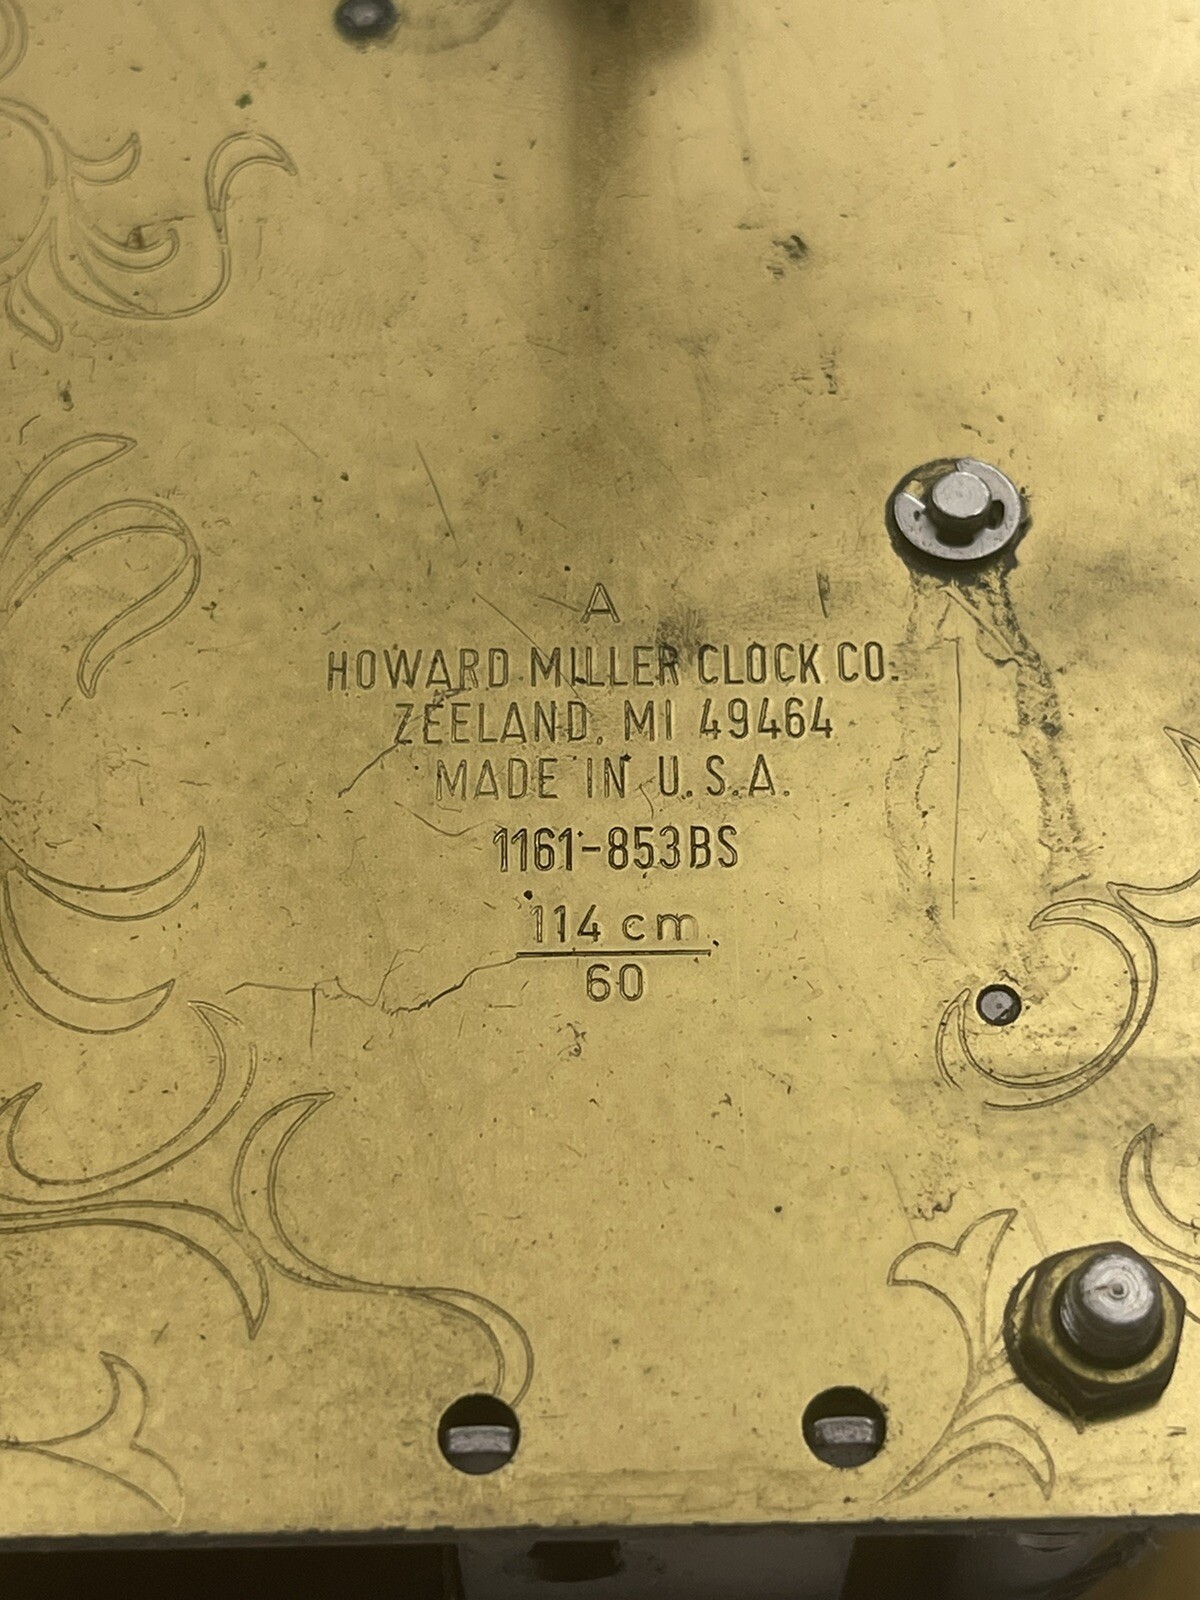 A
HOWARD MILLER CLOCK CO.
ZEELAND, MI 49464
MADE IN U.S.A.
1161-853BS
114 cm.
60